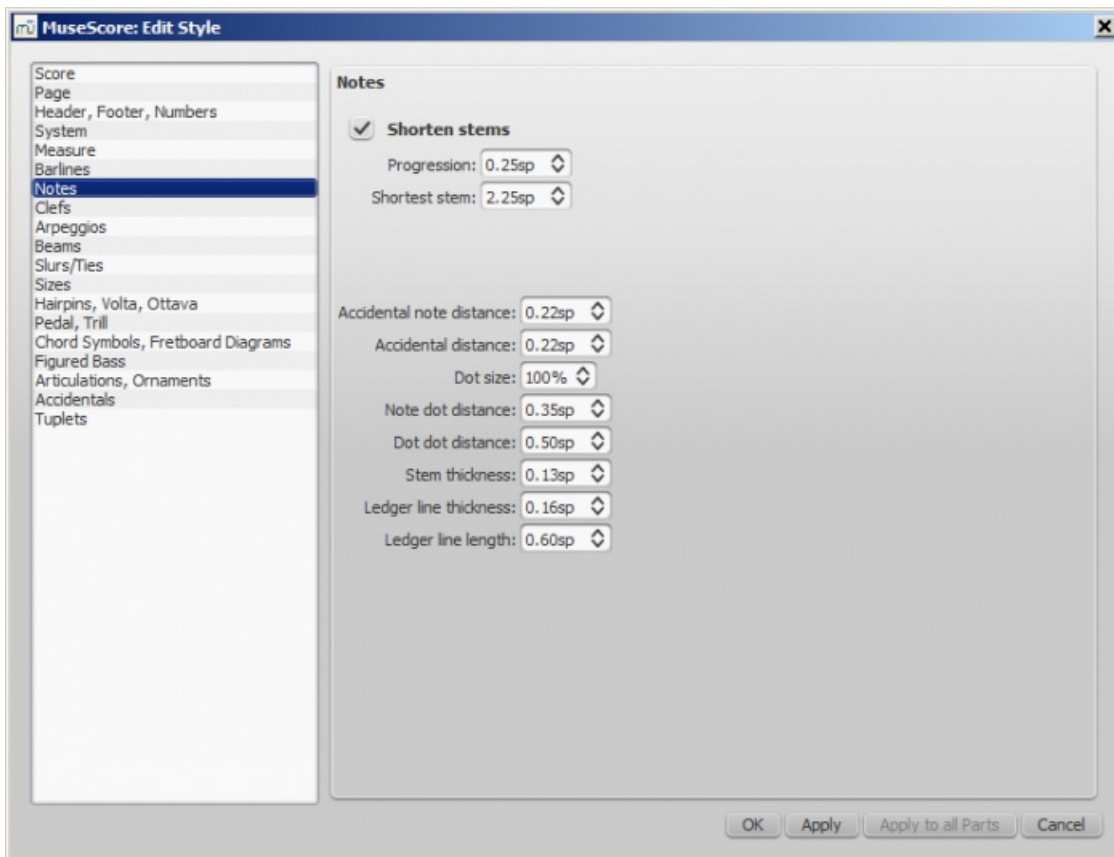 MuseScore: Edit Style
Score
Page
Header, Footer, Numbers
System
Measure
Barlines
Notes
Clefs
Arpeggios
Beams
Slurs/Ties
Sizes
Hairpins, Volta, Ottava
Pedal, Trill
Chord Symbols, Fretboard Diagrams
Figured Bass
Articulations, Ornaments
Accidentals
Tuplets
Notes
Shorten stems
Progression: 0.25sp
Shortest stem: 2.25sp
Accidental note distance: 0.22sp
Accidental distance: 0.22sp
Dot size: 100%
Note dot distance: 0.35sp
Dot dot distance: 0.50sp
Stem thickness: 0.13sp
Ledger line thickness: 0.16sp
Ledger line length: 0.60sp
OK Apply Apply to all Parts Cancel